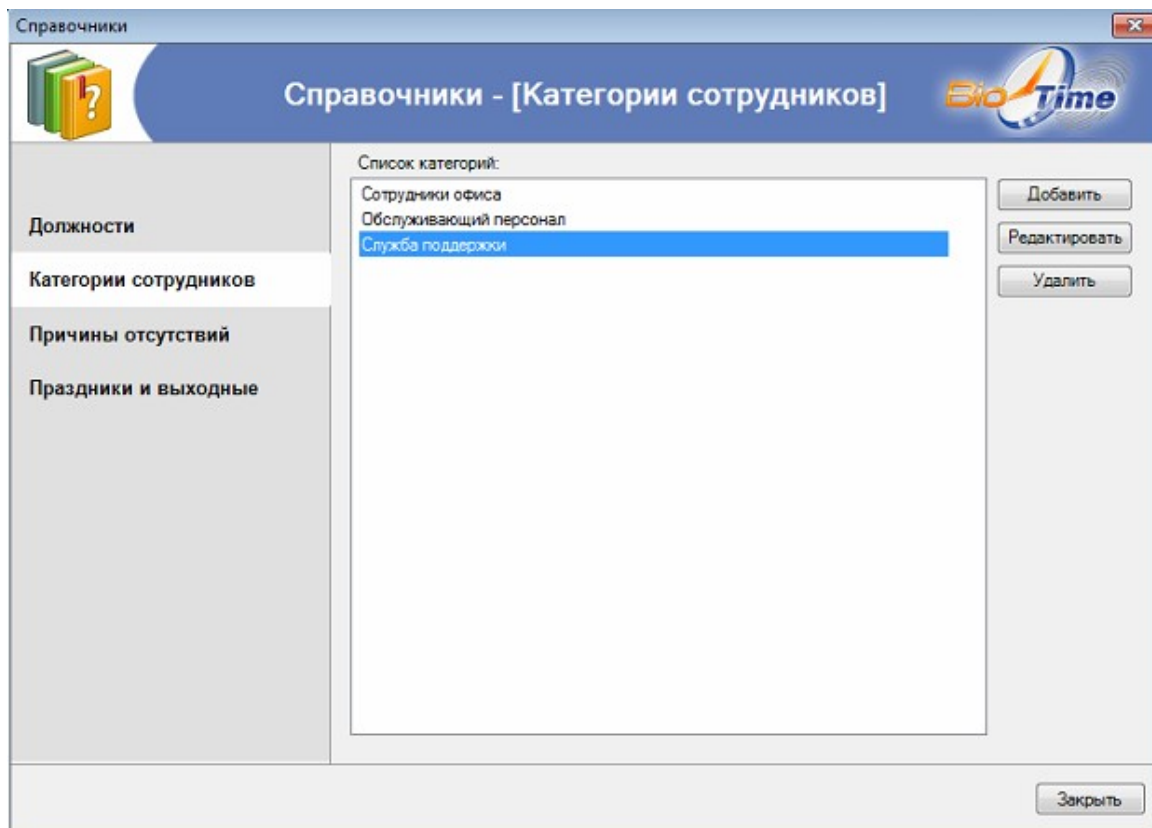 Справочники
Справочники - [Категории сотрудников]
BioTime
Список категорий:
Должности
Категории сотрудников
Причины отсутствий
Праздники и выходные
Сотрудники офиса
Обслуживающий персонал
Служба поддержки
Добавить
Редактировать
Удалить
Закрыть